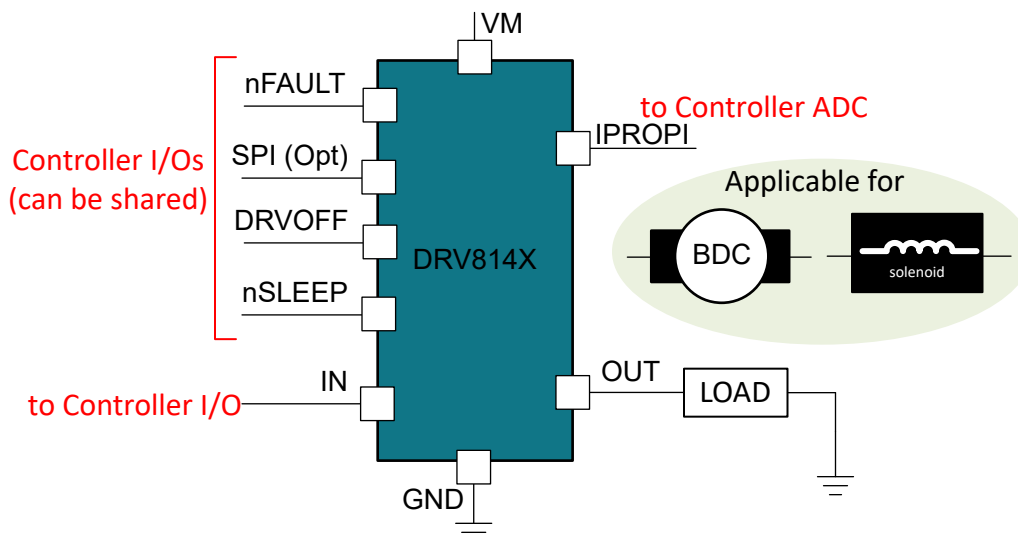 VM
nFAULT
to Controller ADC
IPROPI
Controller I/Os
(can be shared)
SPI (Opt)
Applicable for
DRVOFF
DRV814X
BDC
solenoid
nSLEEP
IN
OUT
LOAD
to Controller I/O
GND